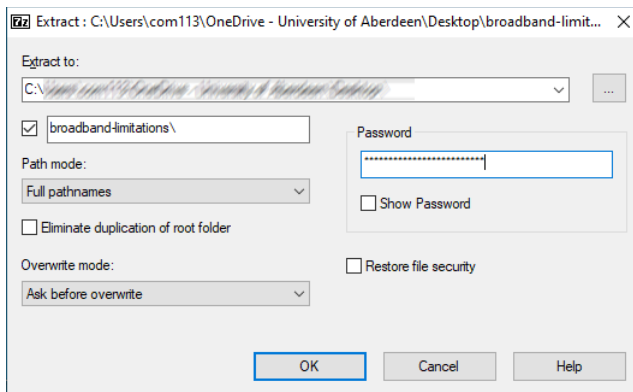 7z Extract : C:\Users\com113\OneDrive - University of Aberdeen\Desktop\broadband-limit...
Extract to:
C:\
...
broadband-limitations\
Password
*************************
Path mode:
Full pathnames
Show Password
Eliminate duplication of root folder
Overwrite mode:
Restore file security
Ask before overwrite
OK Cancel Help